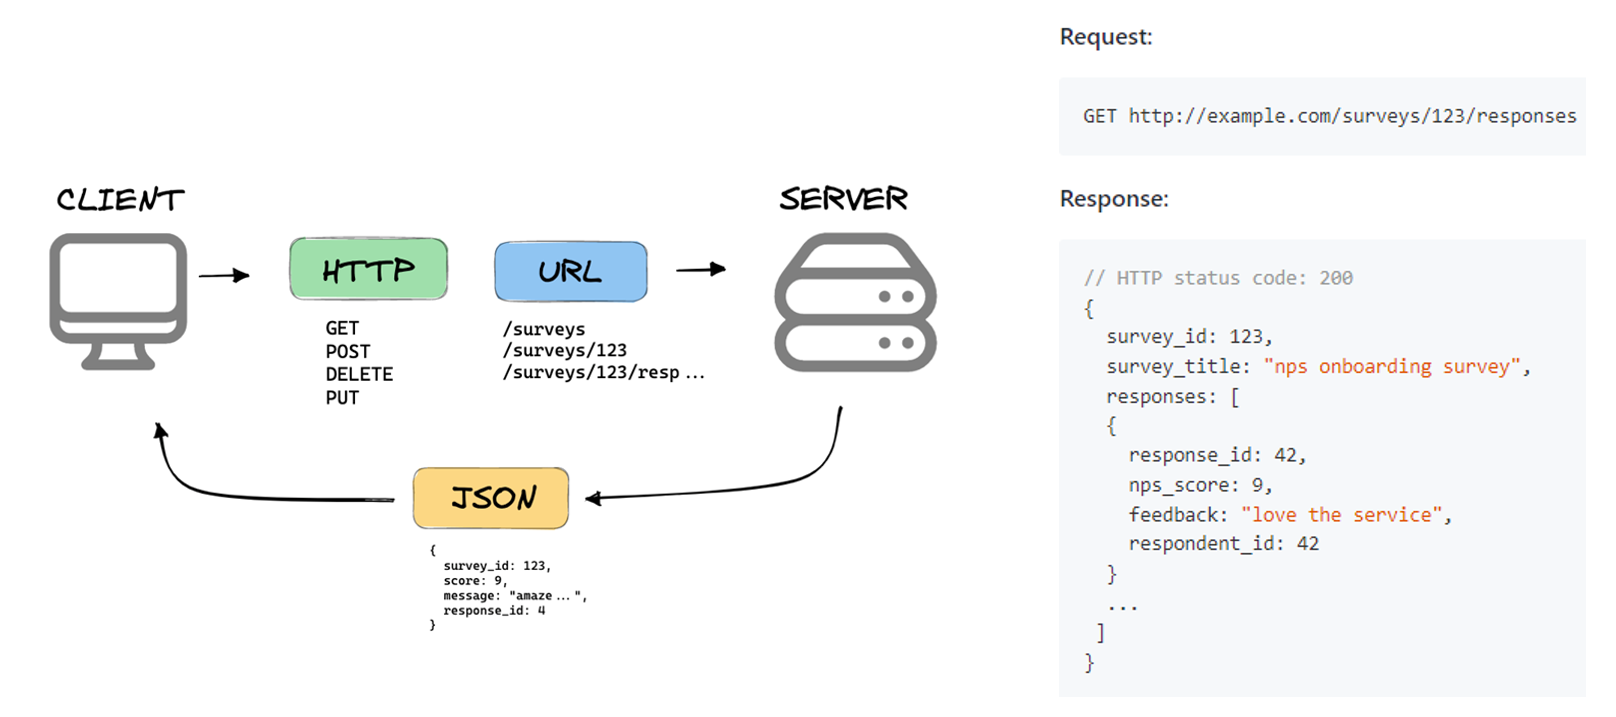 CLIENT
HTTP
GET
POST
DELETE
PUT
URL
/surveys
/surveys/123
/surveys/123/resp...
SERVER
JSON
{
survey_id: 123,
score: 9,
message: "amaze...",
response_id: 4
}
Request:
GET http://example.com/surveys/123/responses
Response:
// HTTP status code: 200
{
survey_id: 123,
survey_title: "nps onboarding survey",
responses: [
{
response_id: 42,
nps_score: 9,
feedback: "love the service",
respondent_id: 42
}
...
]
}